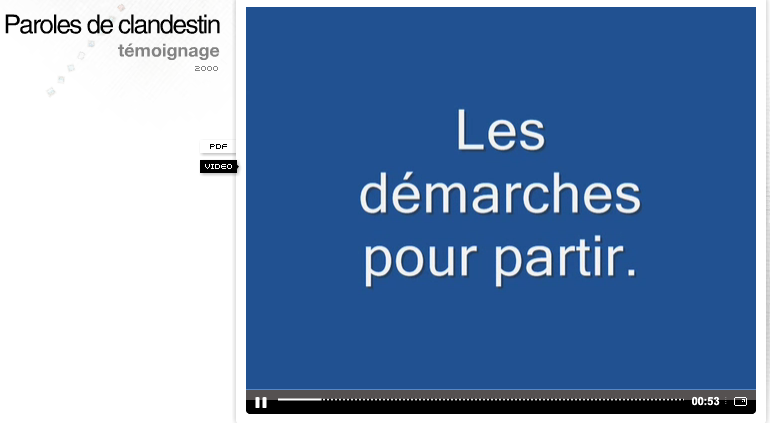 Paroles de clandestin
témoignage
2000
PDF
VIDEO
Les
démarches
pour partir.
00:53